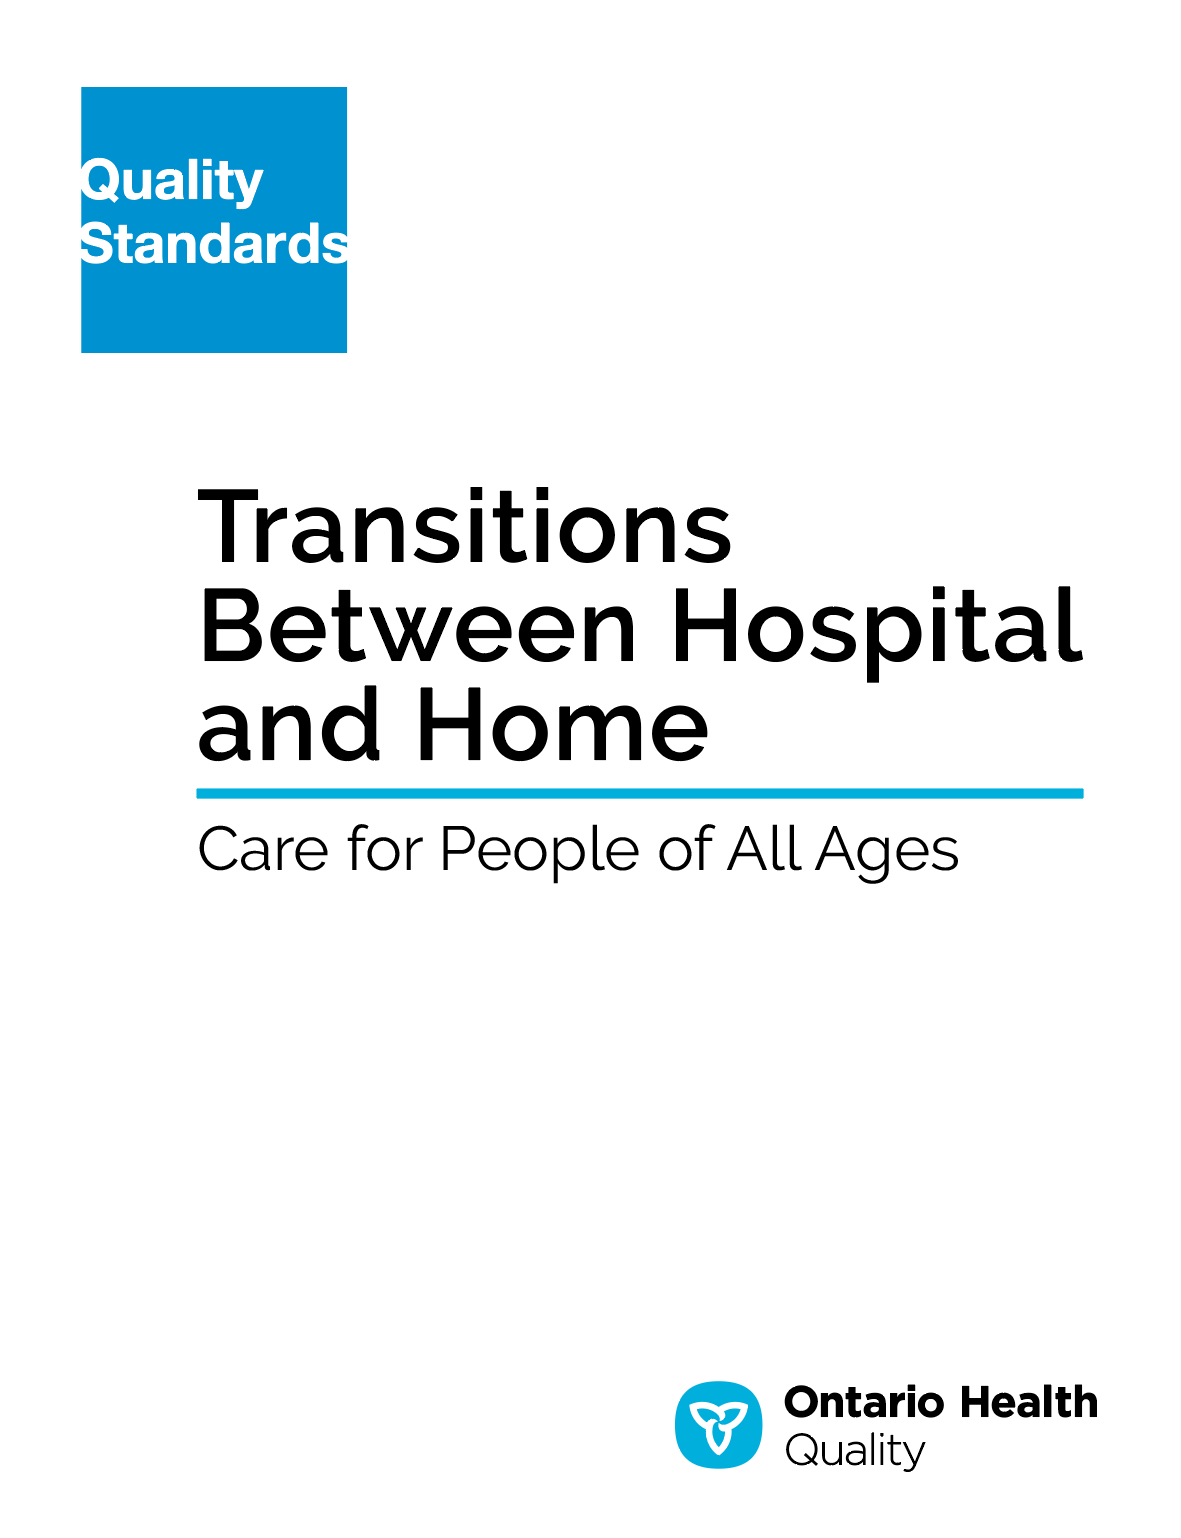 Quality
Standards
Transitions
Between Hospital
and Home
Care for People of All Ages
Ontario Health
Quality